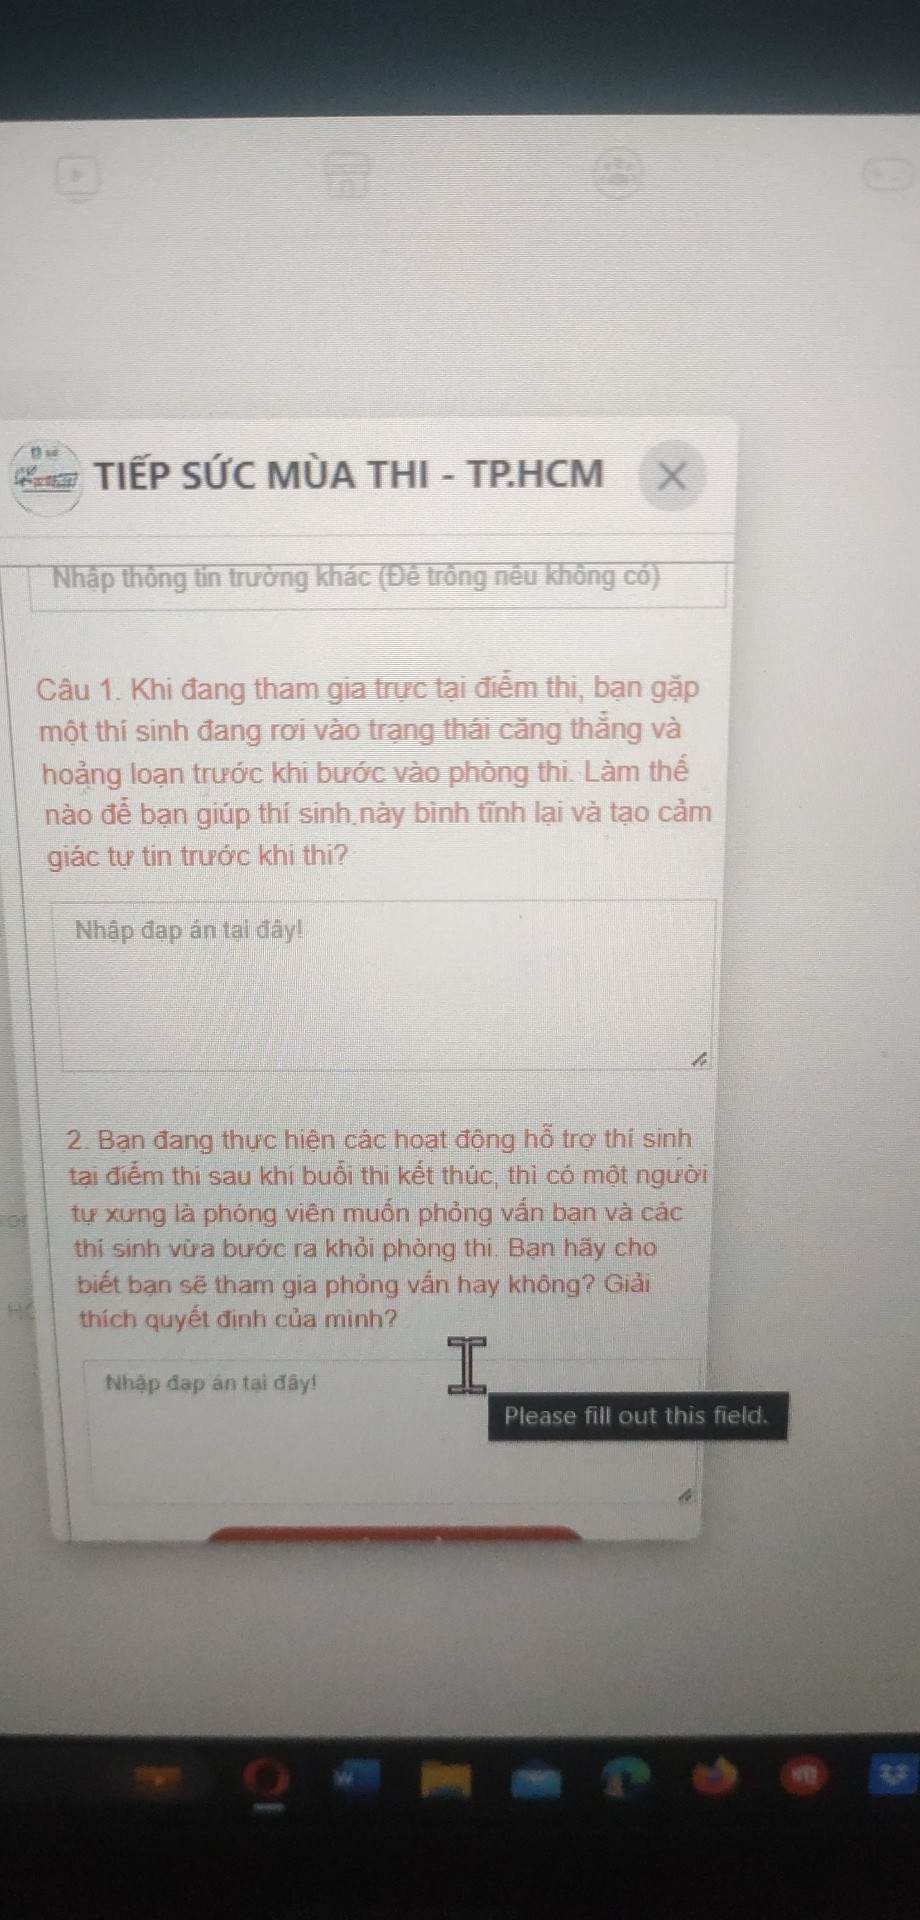 TIẾP SỨC MÙA THI - TP.HCM
Nhập thông tin trường khác (Để trống nếu không có)
Câu 1. Khi đang tham gia trực tại điểm thi, bạn gặp
một thí sinh đang rơi vào trạng thái căng thẳng và
hoảng loạn trước khi bước vào phòng thi. Làm thế
nào để bạn giúp thí sinh này bình tĩnh lại và tạo cảm
giác tự tin trước khi thi?
Nhập đạp án tại đây!
2. Bạn đang thực hiện các hoạt động hỗ trợ thí sinh
tại điểm thi sau khi buổi thi kết thúc, thì có một người
tự xưng là phóng viên muốn phỏng vấn bạn và các
thí sinh vừa bước ra khỏi phòng thi. Bạn hãy cho
biết bạn sẽ tham gia phỏng vấn hay không? Giải
thích quyết định của mình?
Nhập đạp án tại đây!
Please fill out this field.